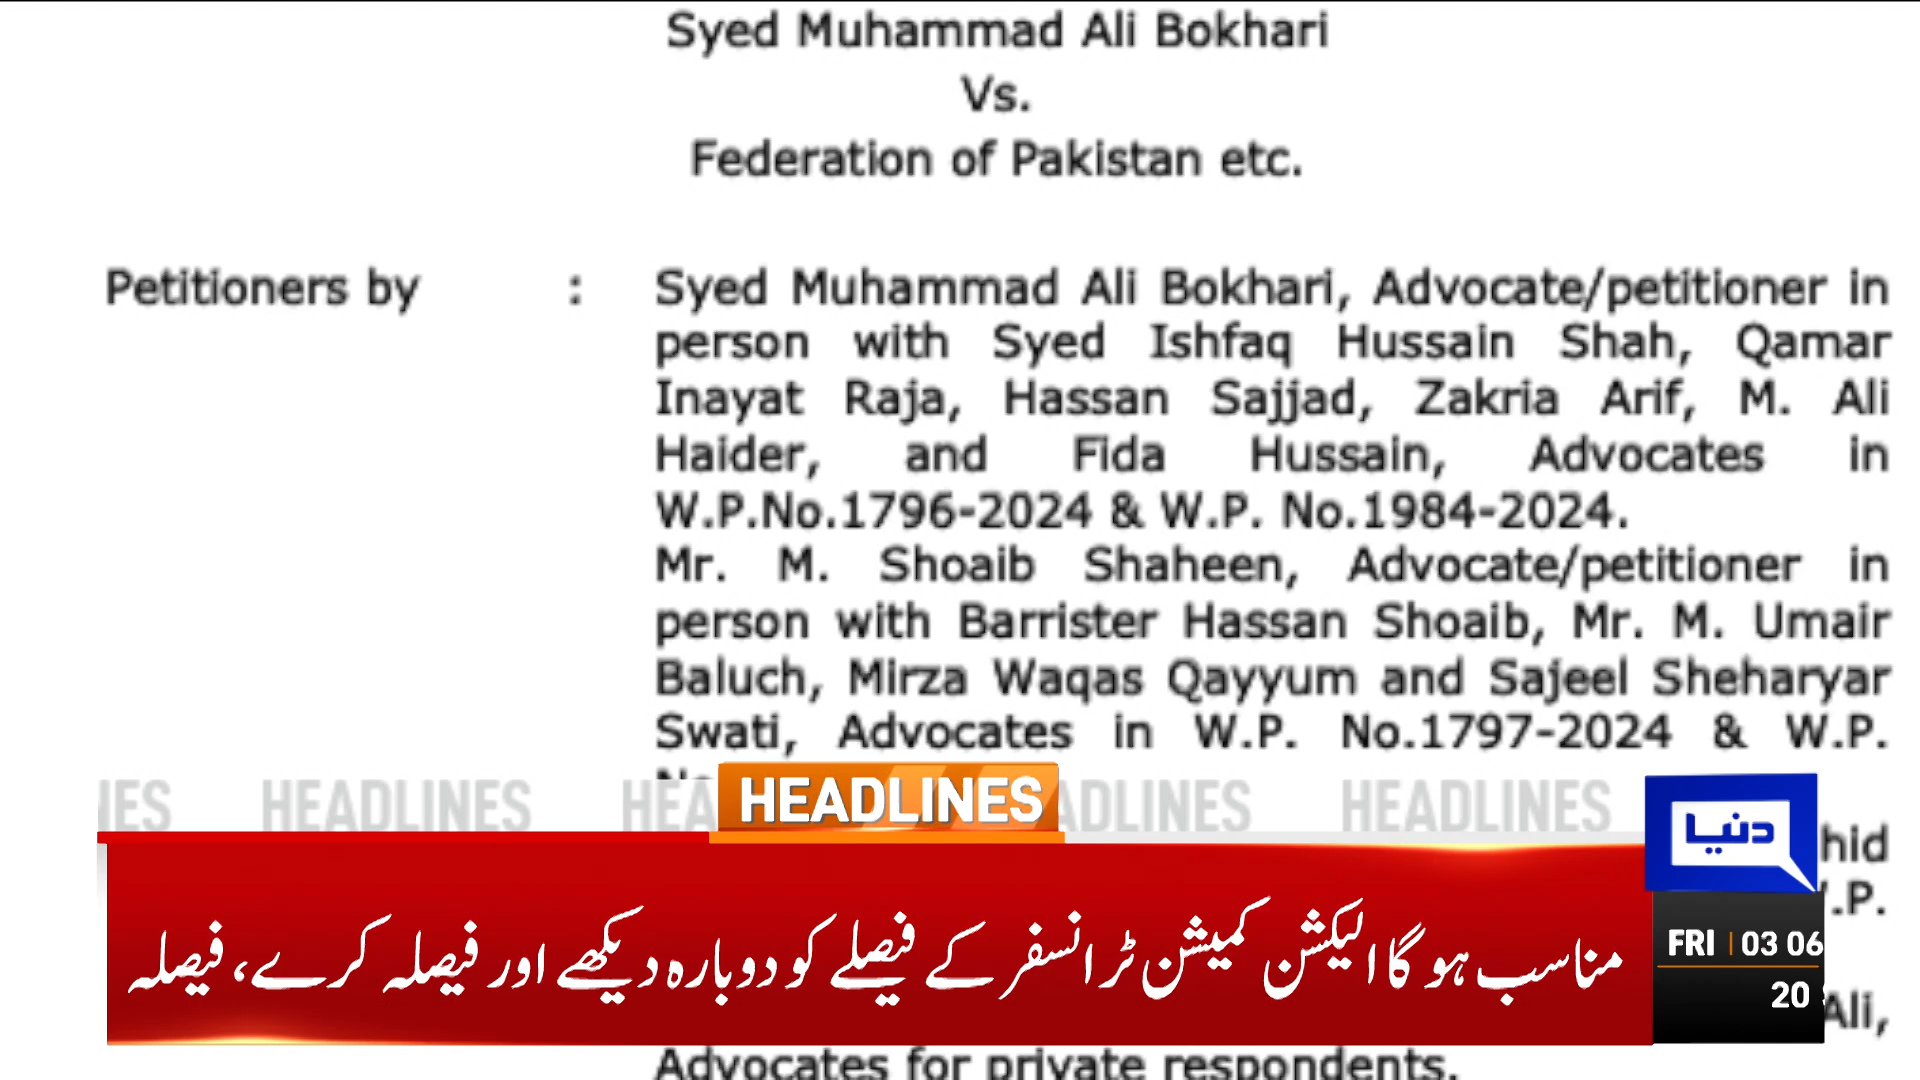 Syed Muhammad Ali Bokhari
Vs.
Federation of Pakistan etc.
Petitioners by : Syed Muhammad Ali Bokhari, Advocate/petitioner in
person with Syed Ishfaq Hussain Shah, Qamar
Inayat Raja, Hassan Sajjad, Zakria Arif, M. Ali
Haider, and Fida Hussain, Advocates in
W.P.No.1796-2024 & W.P. No.1984-2024.
Mr. M. Shoaib Shaheen, Advocate/petitioner in
person with Barrister Hassan Shoaib, Mr. M. Umair
Baluch, Mirza Waqas Qayyum and Sajeel Sheharyar
Swati, Advocates in W.P. No.1797-2024 & W.P.
HEADLINES HEADLINES HEADLINES
HEADLINES
دنیا
hid
.P.
مناسب ہو گا الیکشن کمیشن ٹرانسفر کے فیصلے کو دوبارہ دیکھے اور فیصلہ کرے، فیصلہ
FRI 03 06
20
Ali,
Advocates for private respondents.